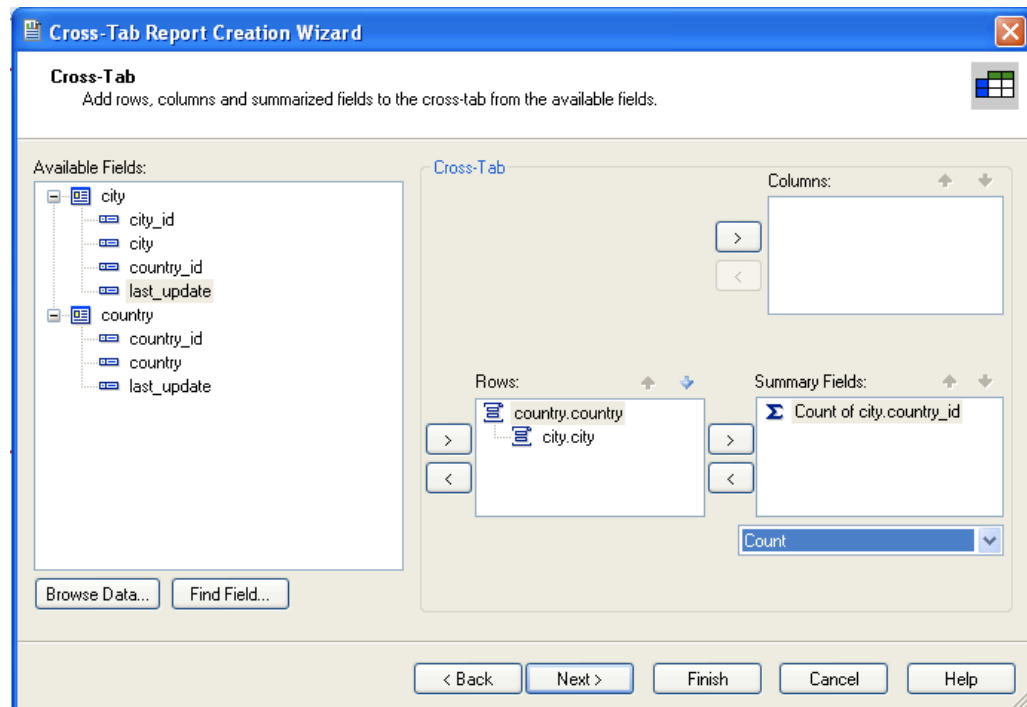 Cross-Tab Report Creation Wizard
Cross-Tab
Add rows, columns and summarized fields to the cross-tab from the available fields.
Available Fields:
city
city_id
city
country_id
last_update
country
country_id
country
last_update
Browse Data...
Find Field...
Cross-Tab
Columns:
>
<
Rows:
country.country
city.city
>
<
Summary Fields:
Σ Count of city.country_id
>
<
Count
< Back
Next >
Finish
Cancel
Help